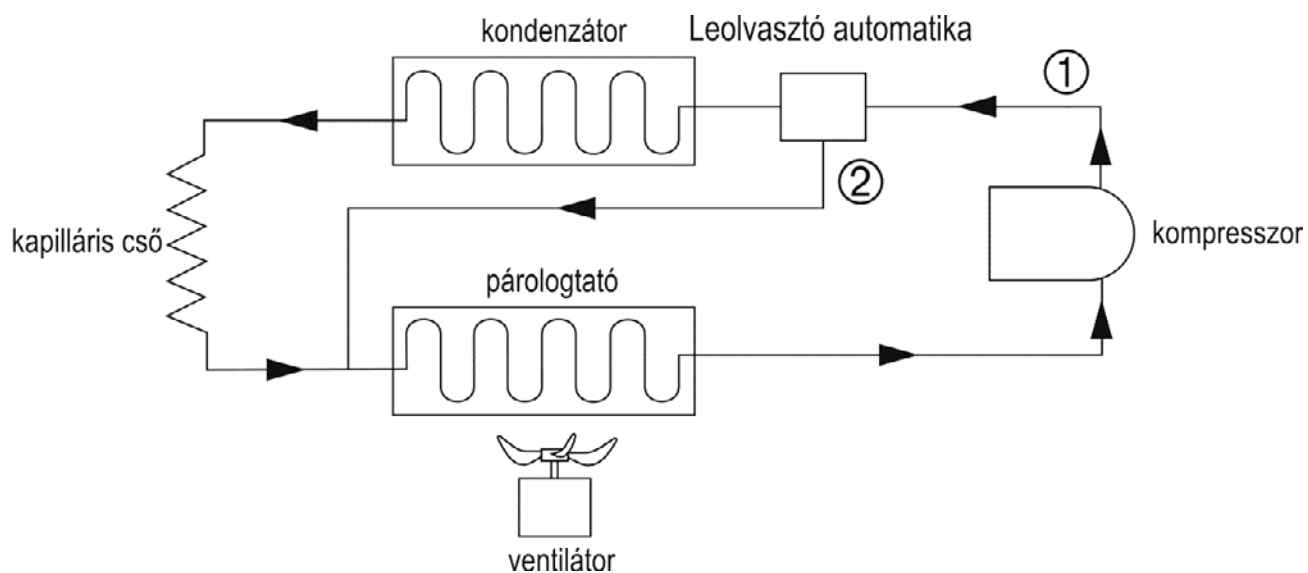 kondenzátor
Leolvasztó automatika
①
②
kapilláris cső
kompresszor
párologtató
ventilátor